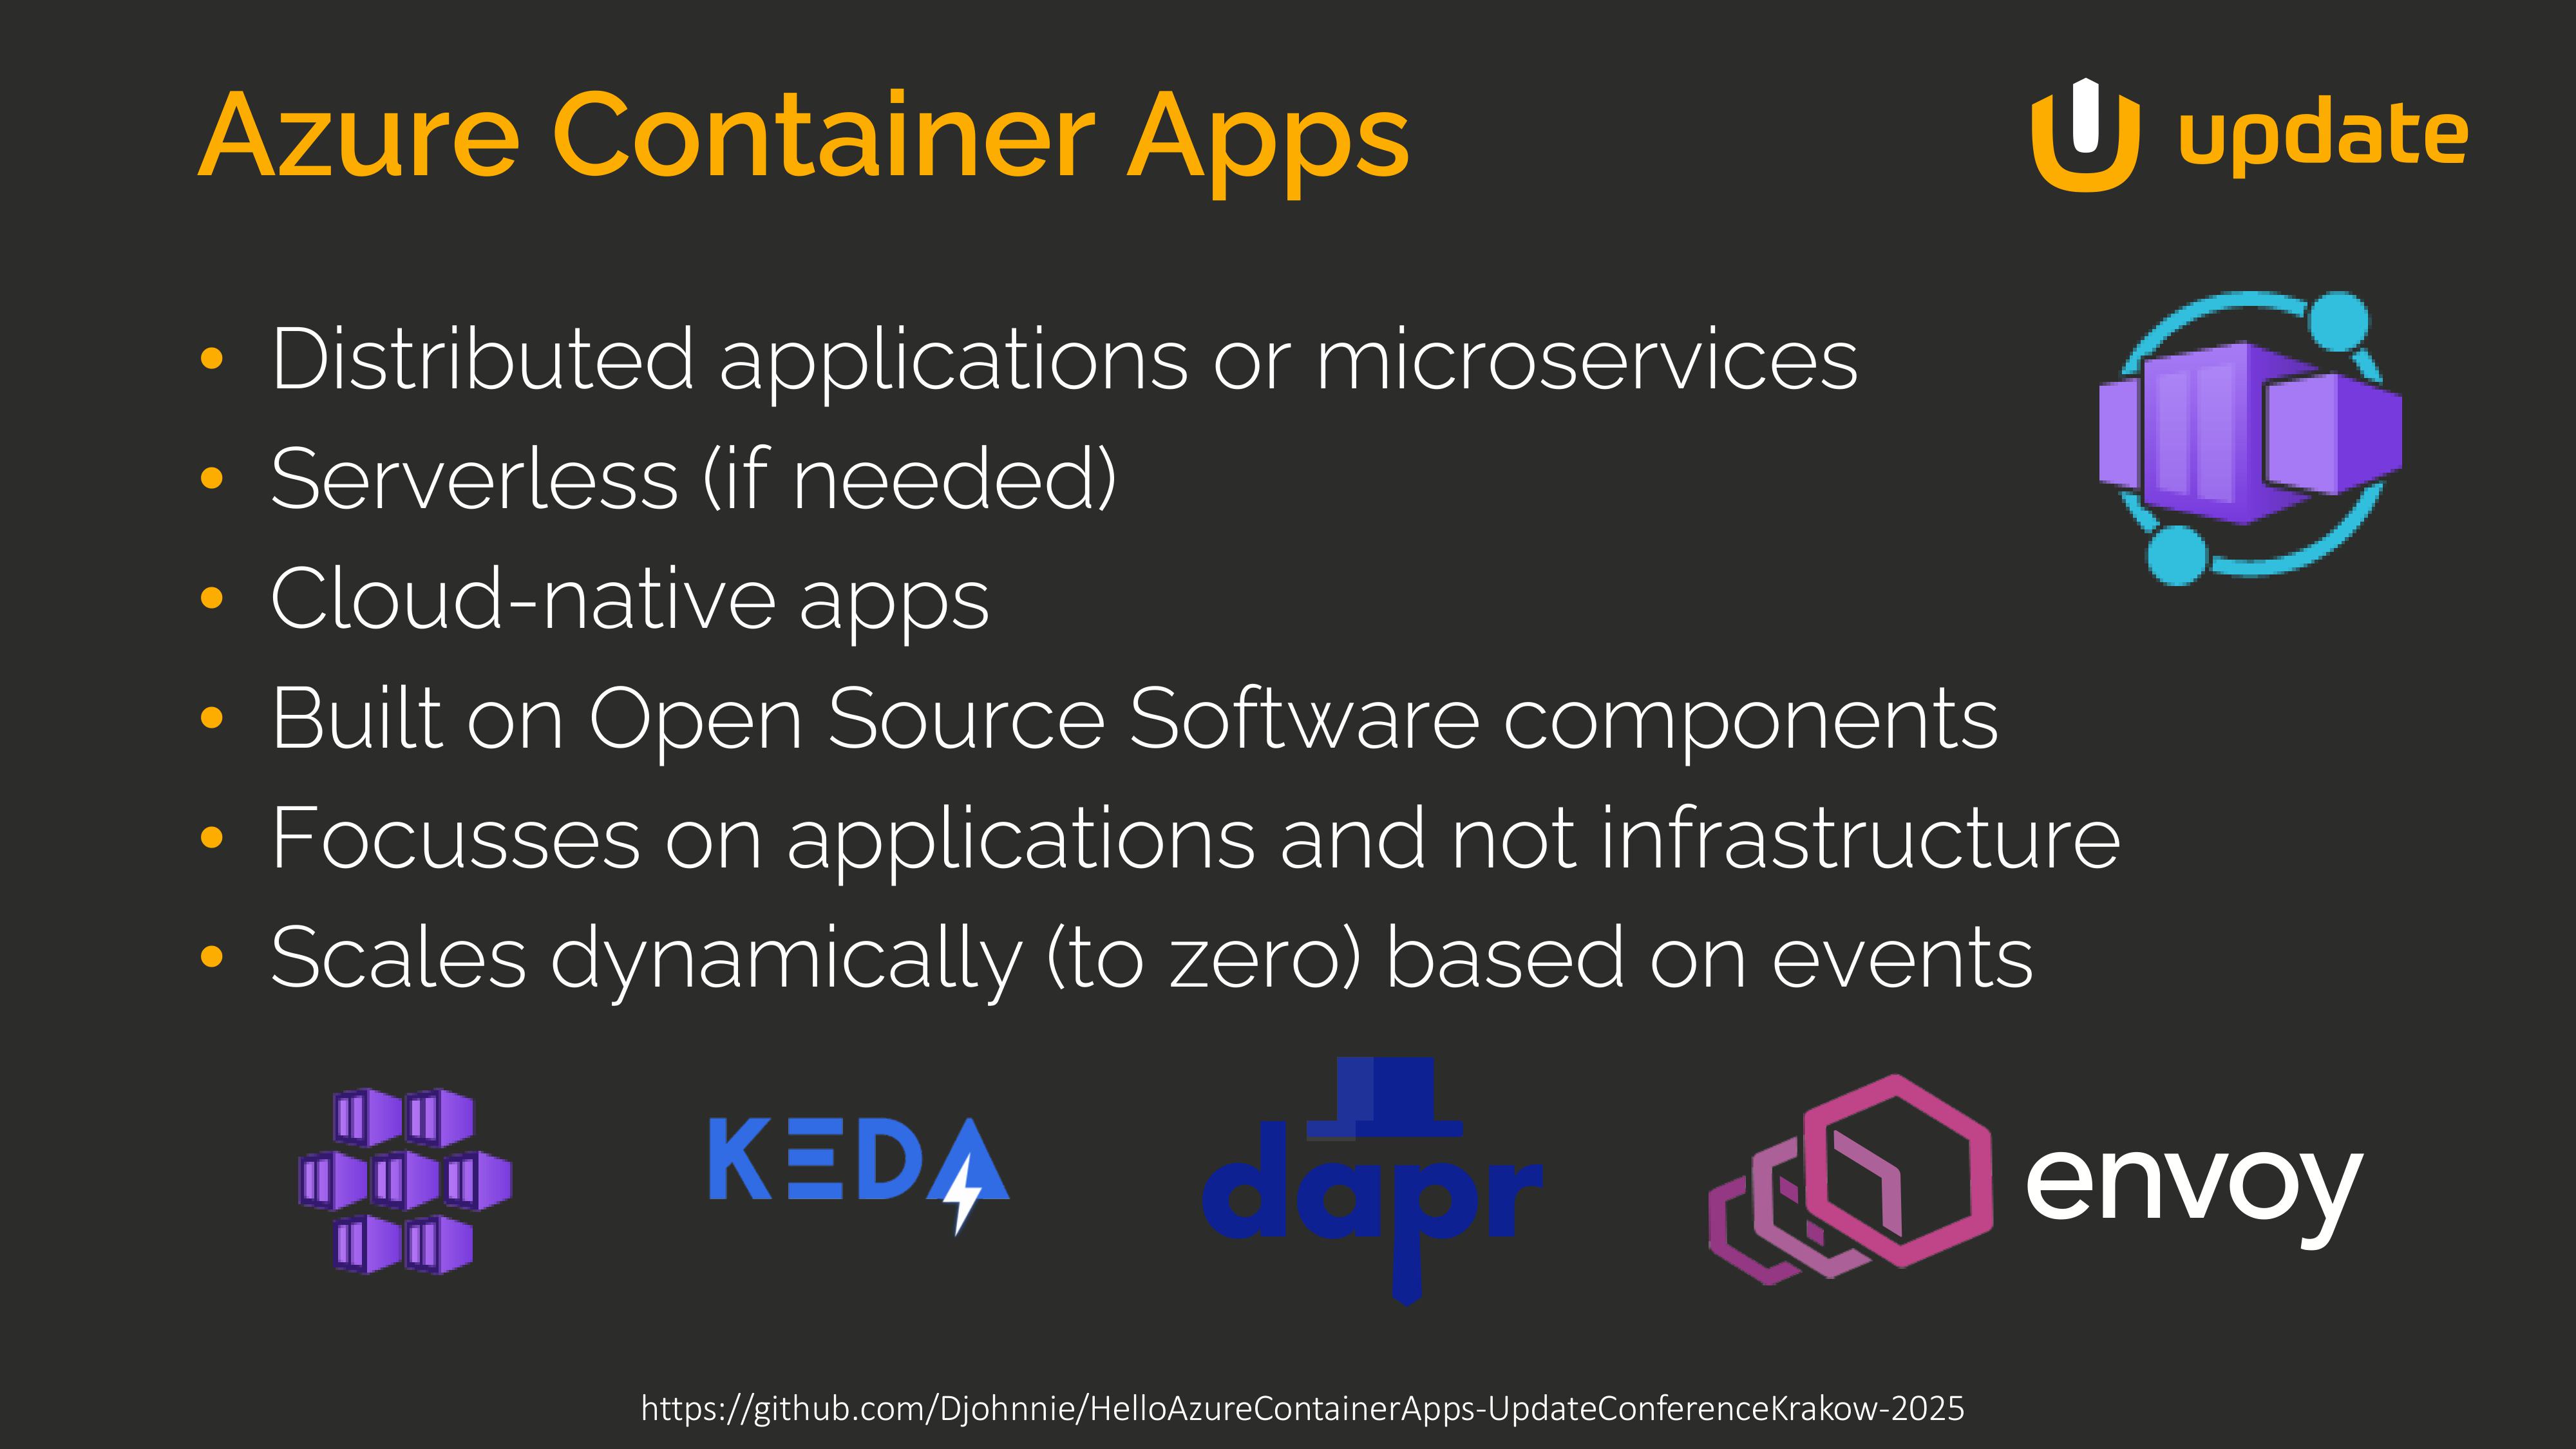 Azure Container Apps
update
• Distributed applications or microservices
• Serverless (if needed)
• Cloud-native apps
• Built on Open Source Software components
• Focusses on applications and not infrastructure
• Scales dynamically (to zero) based on events
KEDA
dapr
envoy
https://github.com/Djohnnie/HelloAzureContainerApps-UpdateConferenceKrakow-2025